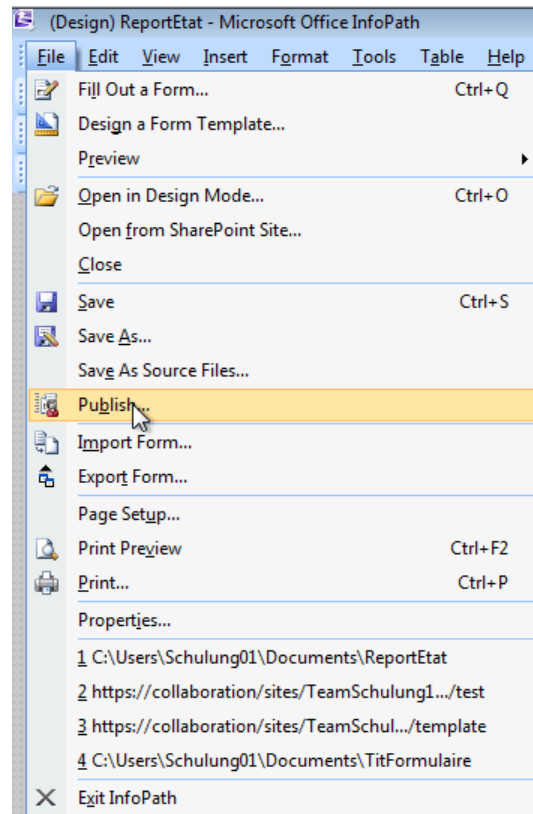 (Design) ReportEtat - Microsoft Office InfoPath
File Edit View Insert Format Tools Table Help
Fill Out a Form... Ctrl+Q
Design a Form Template...
Preview
Open in Design Mode... Ctrl+O
Open from SharePoint Site...
Close
Save Ctrl+S
Save As...
Save As Source Files...
Publish...
Import Form...
Export Form...
Page Setup...
Print Preview Ctrl+F2
Print... Ctrl+P
Properties...
1 C:\Users\Schulung01\Documents\ReportEtat
2 https://collaboration/sites/TeamSchulung1.../test
3 https://collaboration/sites/TeamSchul.../template
4 C:\Users\Schulung01\Documents\TitFormulaire
Exit InfoPath